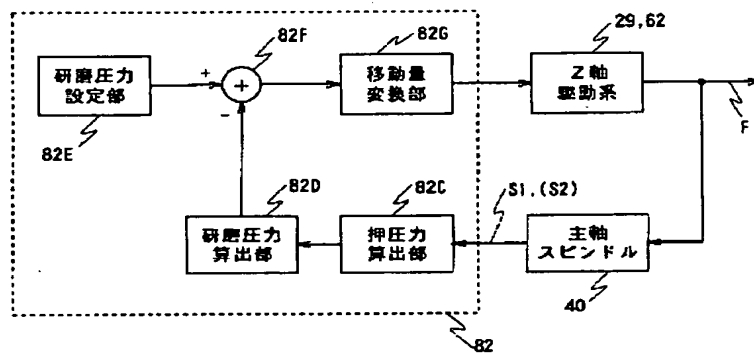 82F
82G
29,62
研磨圧力
設定部
+
+
−
移動量
変換部
Z軸
駆動系
F
82E
82D
82C
S1,(S2)
研磨圧力
算出部
押圧力
算出部
主軸
スピンドル
82
40